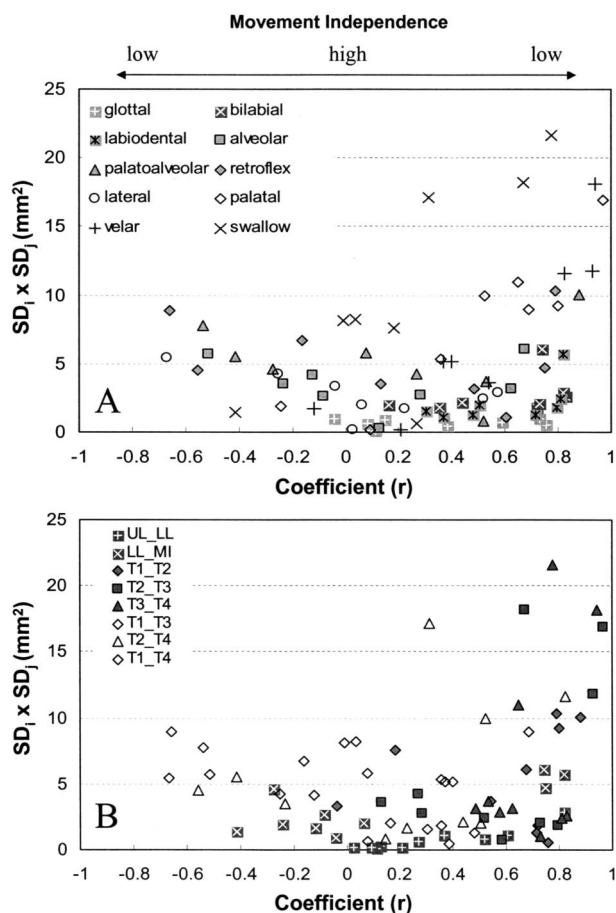 Movement Independence
low high low
25
20
15
10
5
0
SDi x SDj (mm²)
glottal bilabial
labiodental alveolar
palatoalveolar retroflex
lateral palatal
velar swallow
A
-1 -0.8 -0.6 -0.4 -0.2 0 0.2 0.4 0.6 0.8 1
Coefficient (r)
25
20
15
10
5
0
SDi x SDj (mm²)
UL_LL
LL_MI
T1_T2
T2_T3
T3_T4
T1_T3
T2_T4
T1_T4
B
-1 -0.8 -0.6 -0.4 -0.2 0 0.2 0.4 0.6 0.8 1
Coefficient (r)